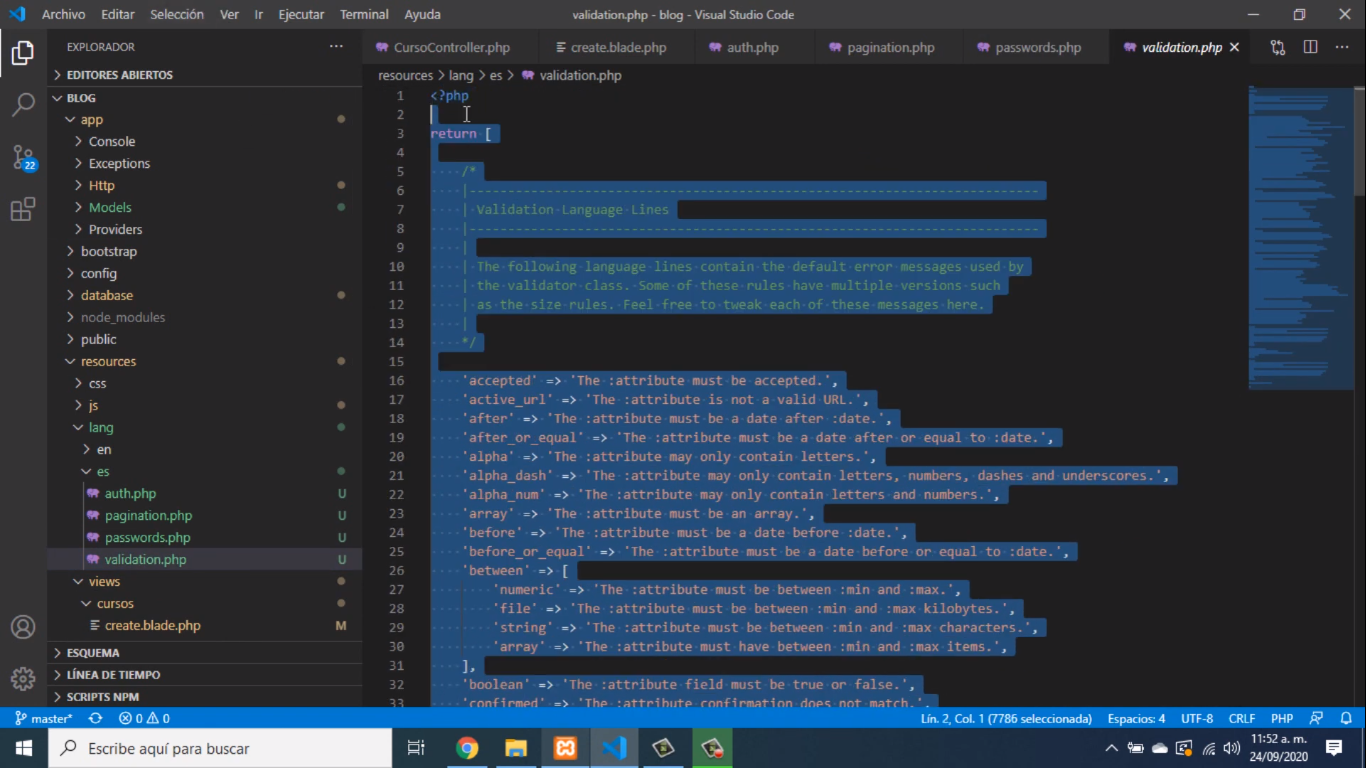 Archivo Editar Selección Ver Ir Ejecutar Terminal Ayuda validation.php - blog - Visual Studio Code
EXPLORADOR ···
CursoController.php create.blade.php auth.php pagination.php passwords.php validation.php
EDITORES ABIERTOS
BLOG
app
Console
Exceptions
Http
Models
Providers
bootstrap
config
database
node_modules
public
resources
css
js
lang
en
es
auth.php U
pagination.php U
passwords.php U
validation.php U
views
cursos
create.blade.php M
ESQUEMA
LÍNEA DE TIEMPO
SCRIPTS NPM
22
resources > lang > es > validation.php
1 <?php
2
3 return [
4
5 /*
6 |--------------------------------------------------------------------------
7 | Validation Language Lines
8 |--------------------------------------------------------------------------
9 |
10 | The following language lines contain the default error messages used by
11 | the validator class. Some of these rules have multiple versions such
12 | as the size rules. Feel free to tweak each of these messages here.
13 |
14 */
15
16 'accepted' => 'The :attribute must be accepted.',
17 'active_url' => 'The :attribute is not a valid URL.',
18 'after' => 'The :attribute must be a date after :date.',
19 'after_or_equal' => 'The :attribute must be a date after or equal to :date.',
20 'alpha' => 'The :attribute may only contain letters.',
21 'alpha_dash' => 'The :attribute may only contain letters, numbers, dashes and underscores.',
22 'alpha_num' => 'The :attribute may only contain letters and numbers.',
23 'array' => 'The :attribute must be an array.',
24 'before' => 'The :attribute must be a date before :date.',
25 'before_or_equal' => 'The :attribute must be a date before or equal to :date.',
26 'between' => [
27 'numeric' => 'The :attribute must be between :min and :max.',
28 'file' => 'The :attribute must be between :min and :max kilobytes.',
29 'string' => 'The :attribute must be between :min and :max characters.',
30 'array' => 'The :attribute must have between :min and :max items.',
31 ],
32 'boolean' => 'The :attribute field must be true or false.',
33 'confirmed' => 'The :attribute confirmation does not match.',
master* 0 0 Lín. 2, Col. 1 (7786 seleccionada) Espacios: 4 UTF-8 CRLF PHP
Escribe aquí para buscar
11:52 a. m.
24/09/2020